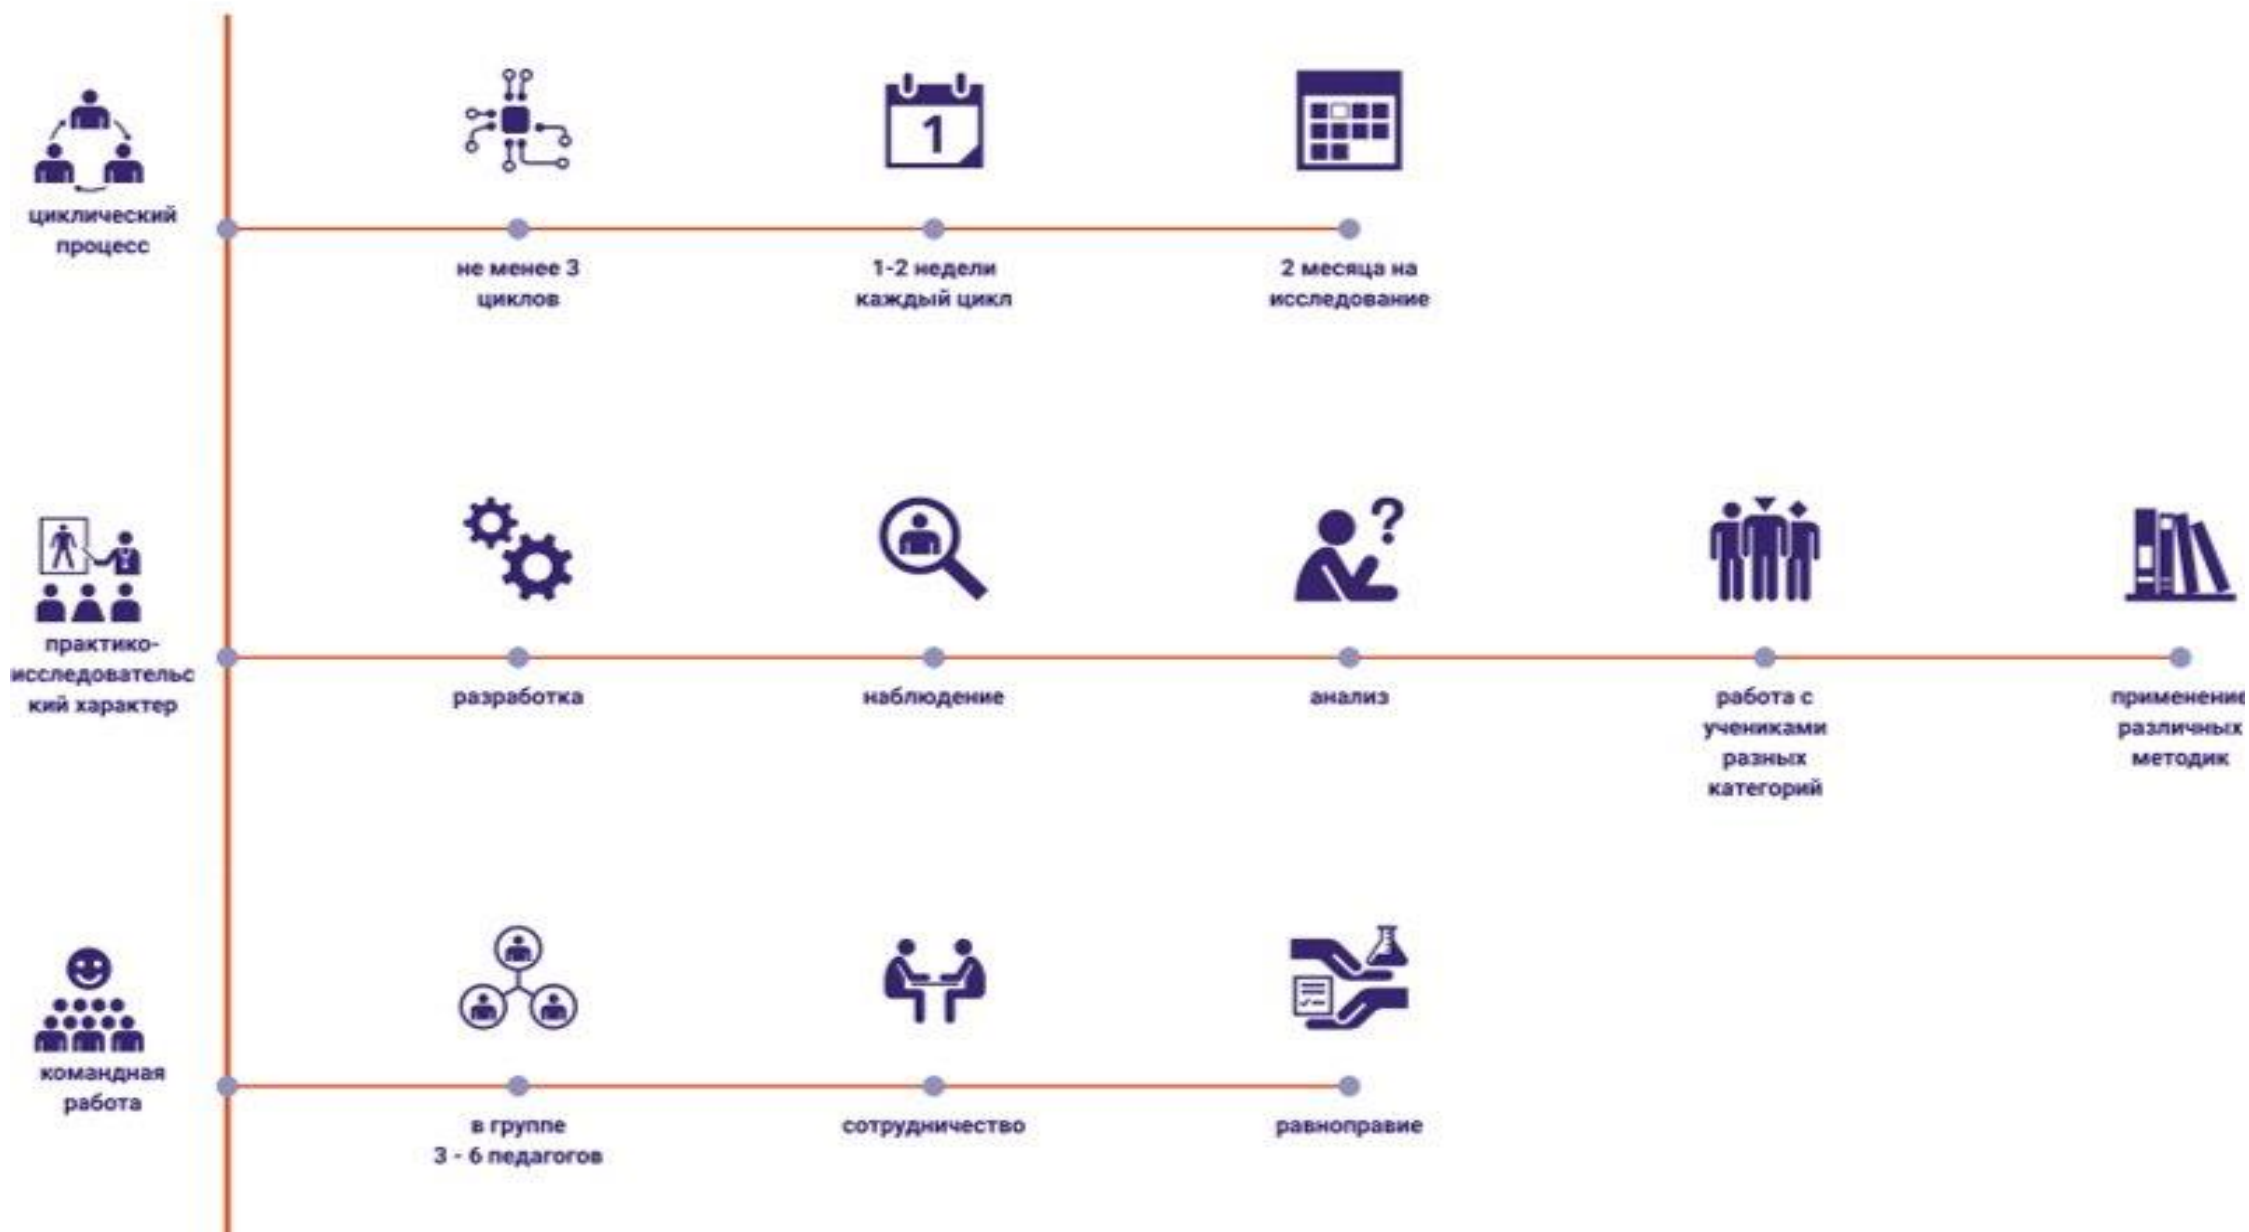 1
циклический
процесс
не менее 3
циклов
1-2 недели
каждый цикл
2 месяца на
исследование
?
практико-
исследовательс
кий характер
разработка
наблюдение
анализ
работа с
учениками
разных
категорий
применение
различных
методик
командная
работа
в группе
3 - 6 педагогов
сотрудничество
равноправие